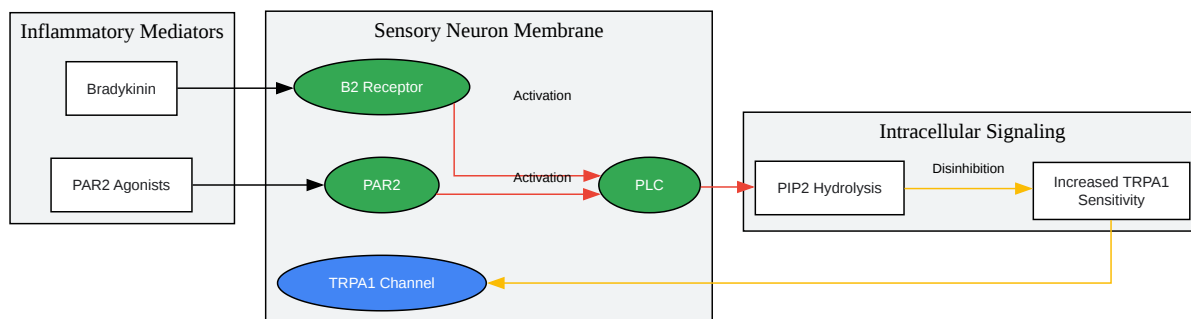 Inflammatory Mediators
Bradykinin
PAR2 Agonists
Sensory Neuron Membrane
B2 Receptor
Activation
PAR2
Activation
PLC
TRPA1 Channel
Intracellular Signaling
PIP2 Hydrolysis
Disinhibition
Increased TRPA1
Sensitivity